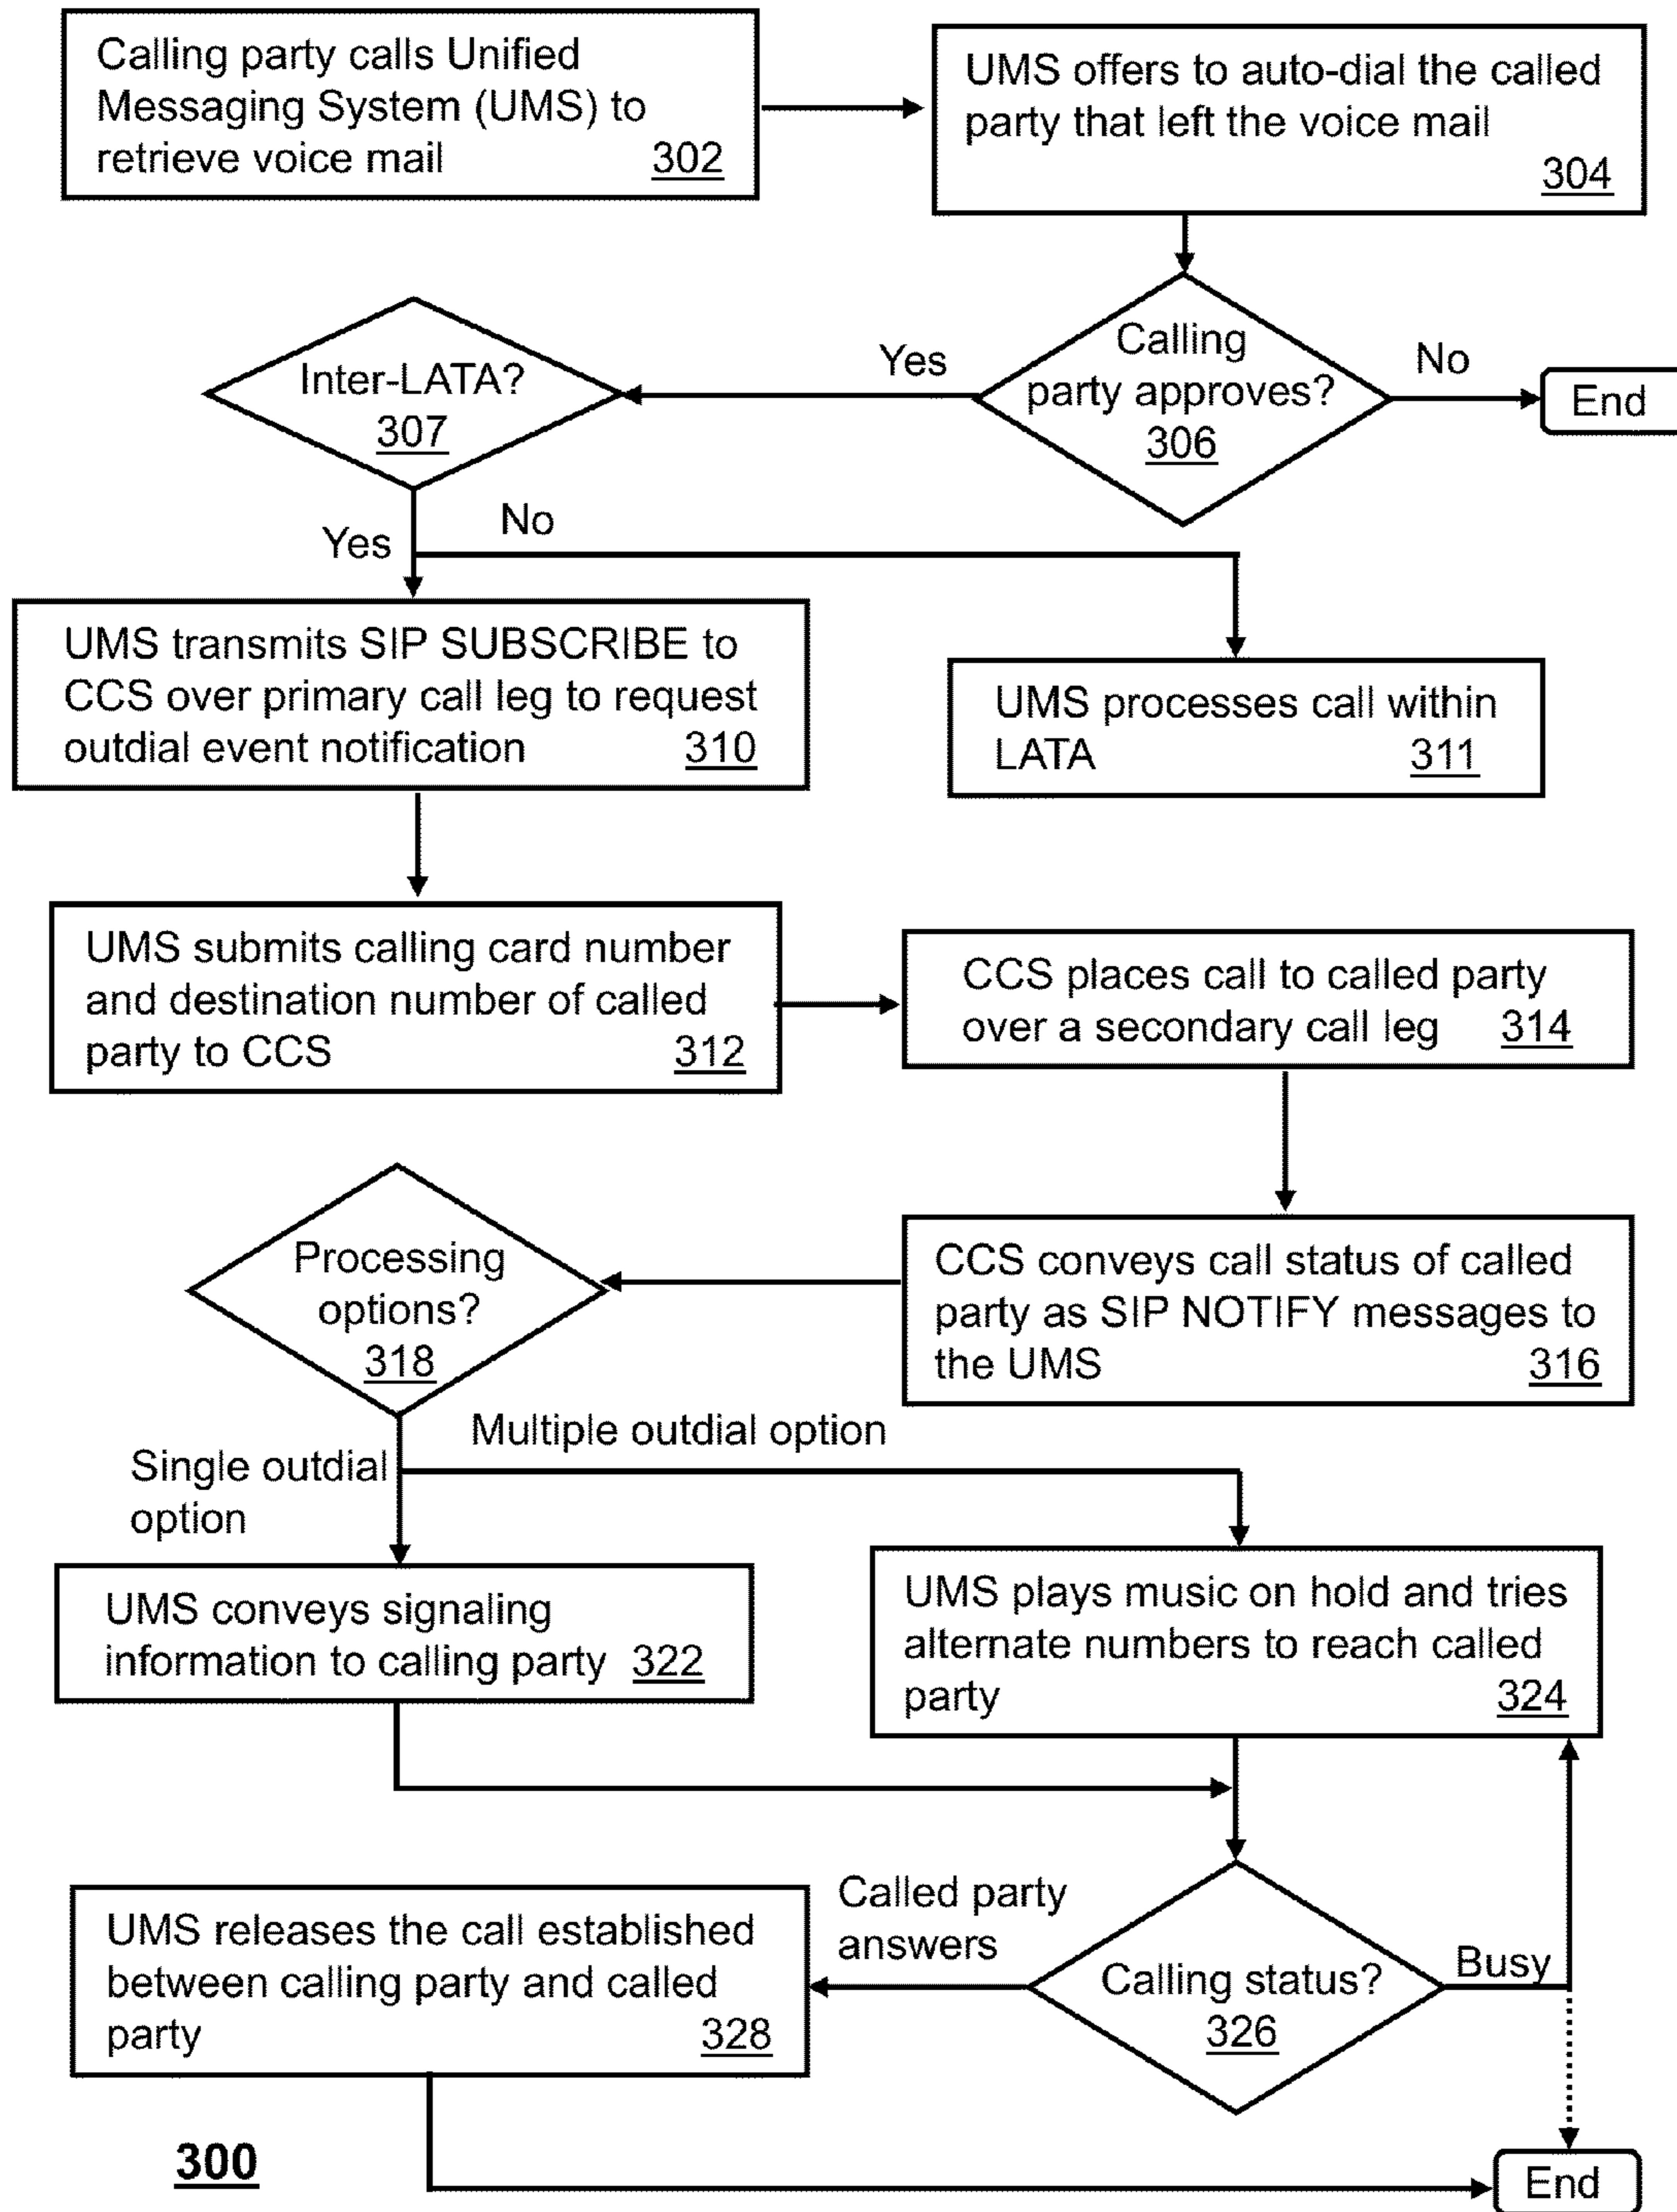 Calling party calls Unified
Messaging System (UMS) to
retrieve voice mail 302
UMS offers to auto-dial the called
party that left the voice mail
304
Calling
party approves?
306
Yes
No
End
Inter-LATA?
307
Yes
No
UMS transmits SIP SUBSCRIBE to
CCS over primary call leg to request
outdial event notification 310
UMS processes call within
LATA 311
UMS submits calling card number
and destination number of called
party to CCS 312
CCS places call to called party
over a secondary call leg 314
CCS conveys call status of called
party as SIP NOTIFY messages to
the UMS 316
Processing
options?
318
Multiple outdial option
Single outdial
option
UMS conveys signaling
information to calling party 322
UMS plays music on hold and tries
alternate numbers to reach called
party 324
Calling status?
326
Called party
answers
Busy
UMS releases the call established
between calling party and called
party 328
300
End